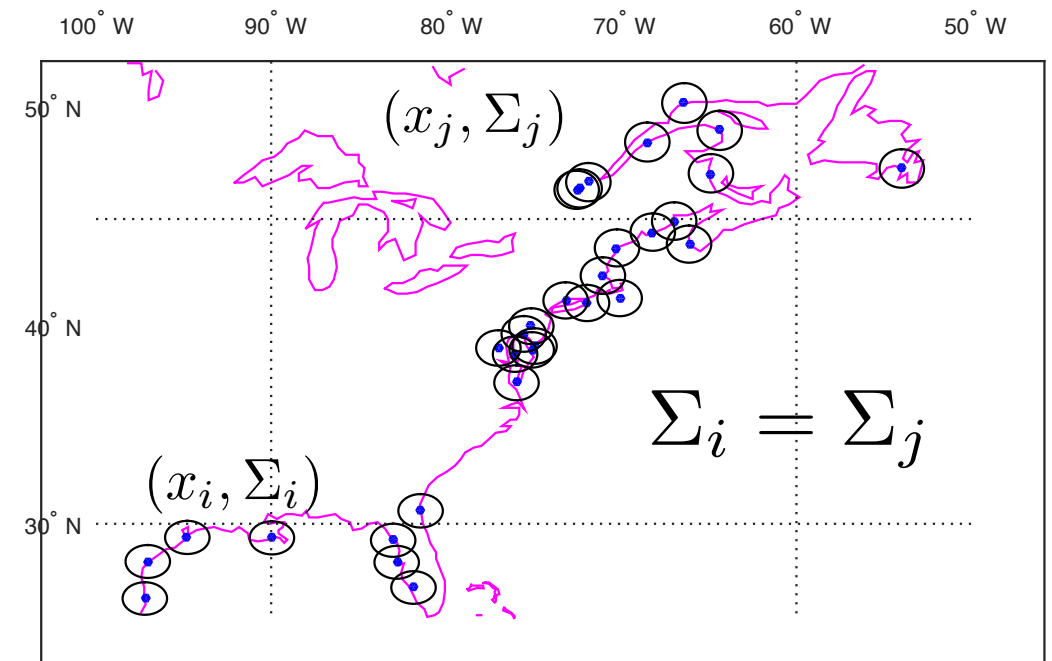 100° W 90° W 80° W 70° W 60° W 50° W
50° N
(x_j, Σ_j)
40° N
Σ_i = Σ_j
(x_i, Σ_i)
30° N